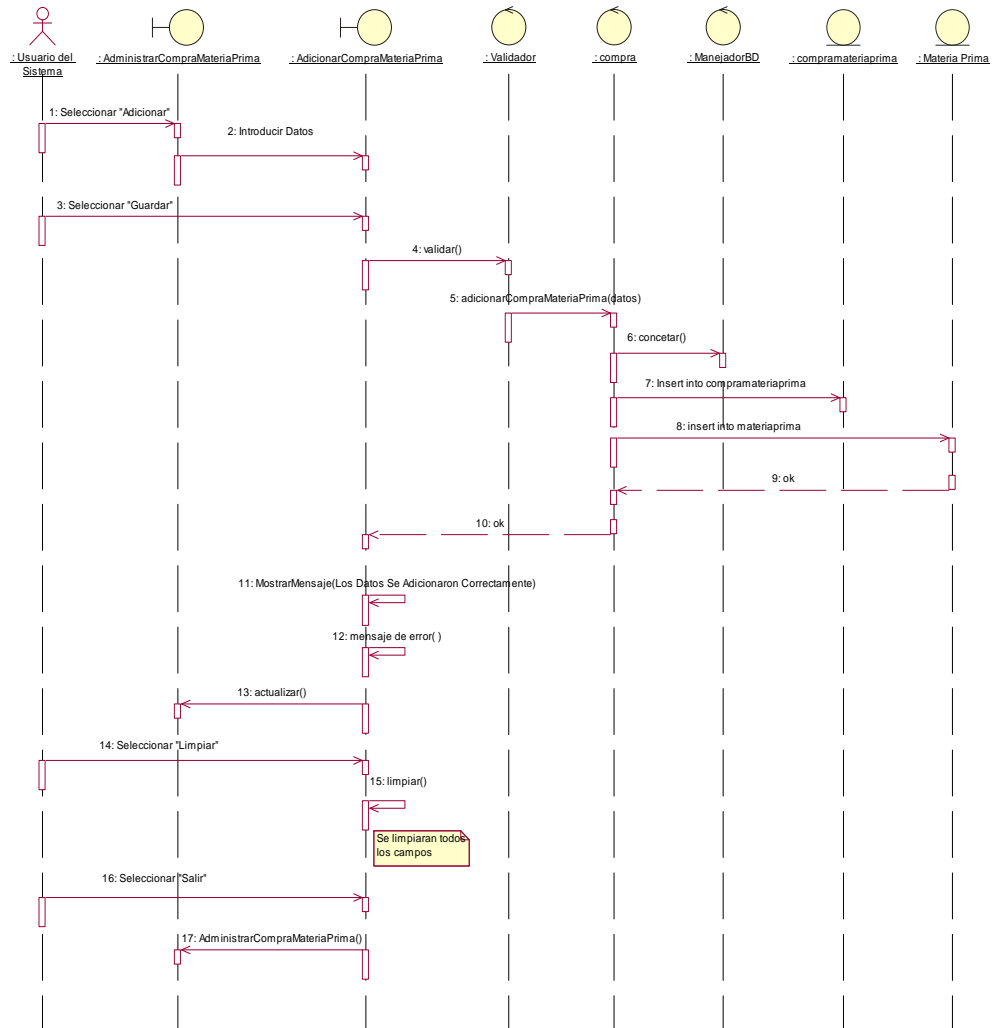 : Usuario del
Sistema
: AdministrarCompraMateriaPrima
: AdicionarCompraMateriaPrima
: Validador
: compra
: ManejadorBD
: compramateriaprima
: Materia Prima
1: Seleccionar "Adicionar"
2: Introducir Datos
3: Seleccionar "Guardar"
4: validar()
5: adicionarCompraMateriaPrima(datos)
6: concetar()
7: Insert into compramateriaprima
8: insert into materiaprima
9: ok
10: ok
11: MostrarMensaje(Los Datos Se Adicionaron Correctamente)
12: mensaje de error( )
13: actualizar()
14: Seleccionar "Limpiar"
15: limpiar()
Se limpiaran todos
los campos
16: Seleccionar "Salir"
17: AdministrarCompraMateriaPrima()